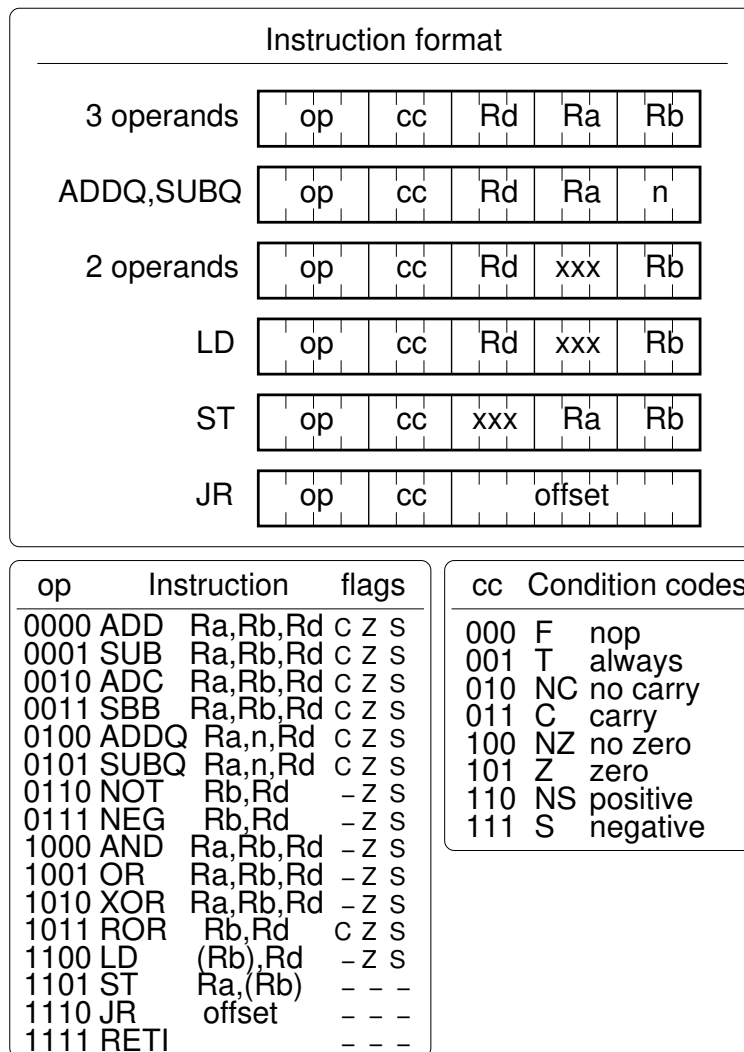 Instruction format
3 operands op cc Rd Ra Rb
ADDQ,SUBQ op cc Rd Ra n
2 operands op cc Rd xxx Rb
LD op cc Rd xxx Rb
ST op cc xxx Ra Rb
JR op cc offset
op Instruction flags
0000 ADD Ra,Rb,Rd C Z S
0001 SUB Ra,Rb,Rd C Z S
0010 ADC Ra,Rb,Rd C Z S
0011 SBB Ra,Rb,Rd C Z S
0100 ADDQ Ra,n,Rd C Z S
0101 SUBQ Ra,n,Rd C Z S
0110 NOT Rb,Rd – Z S
0111 NEG Rb,Rd – Z S
1000 AND Ra,Rb,Rd – Z S
1001 OR Ra,Rb,Rd – Z S
1010 XOR Ra,Rb,Rd – Z S
1011 ROR Rb,Rd C Z S
1100 LD (Rb),Rd – Z S
1101 ST Ra,(Rb) – – –
1110 JR offset – – –
1111 RETI – – –
cc Condition codes
000 F nop
001 T always
010 NC no carry
011 C carry
100 NZ no zero
101 Z zero
110 NS positive
111 S negative